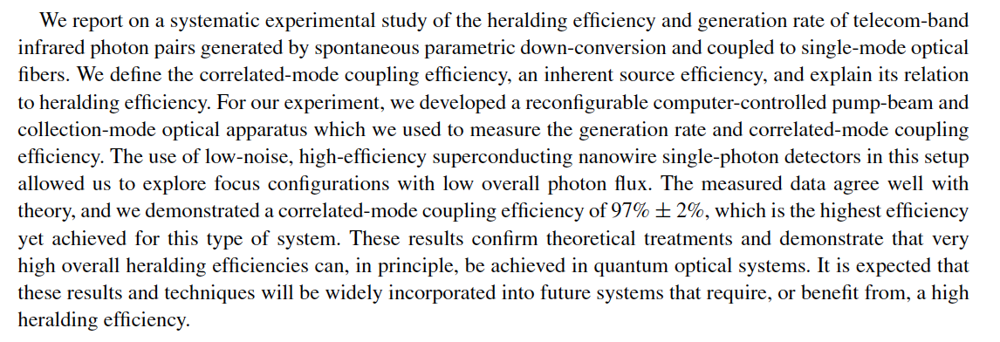 We report on a systematic experimental study of the heralding efficiency and generation rate of telecom-band
infrared photon pairs generated by spontaneous parametric down-conversion and coupled to single-mode optical
fibers. We define the correlated-mode coupling efficiency, an inherent source efficiency, and explain its relation
to heralding efficiency. For our experiment, we developed a reconfigurable computer-controlled pump-beam and
collection-mode optical apparatus which we used to measure the generation rate and correlated-mode coupling
efficiency. The use of low-noise, high-efficiency superconducting nanowire single-photon detectors in this setup
allowed us to explore focus configurations with low overall photon flux. The measured data agree well with
theory, and we demonstrated a correlated-mode coupling efficiency of 97% ± 2%, which is the highest efficiency
yet achieved for this type of system. These results confirm theoretical treatments and demonstrate that very
high overall heralding efficiencies can, in principle, be achieved in quantum optical systems. It is expected that
these results and techniques will be widely incorporated into future systems that require, or benefit from, a high
heralding efficiency.